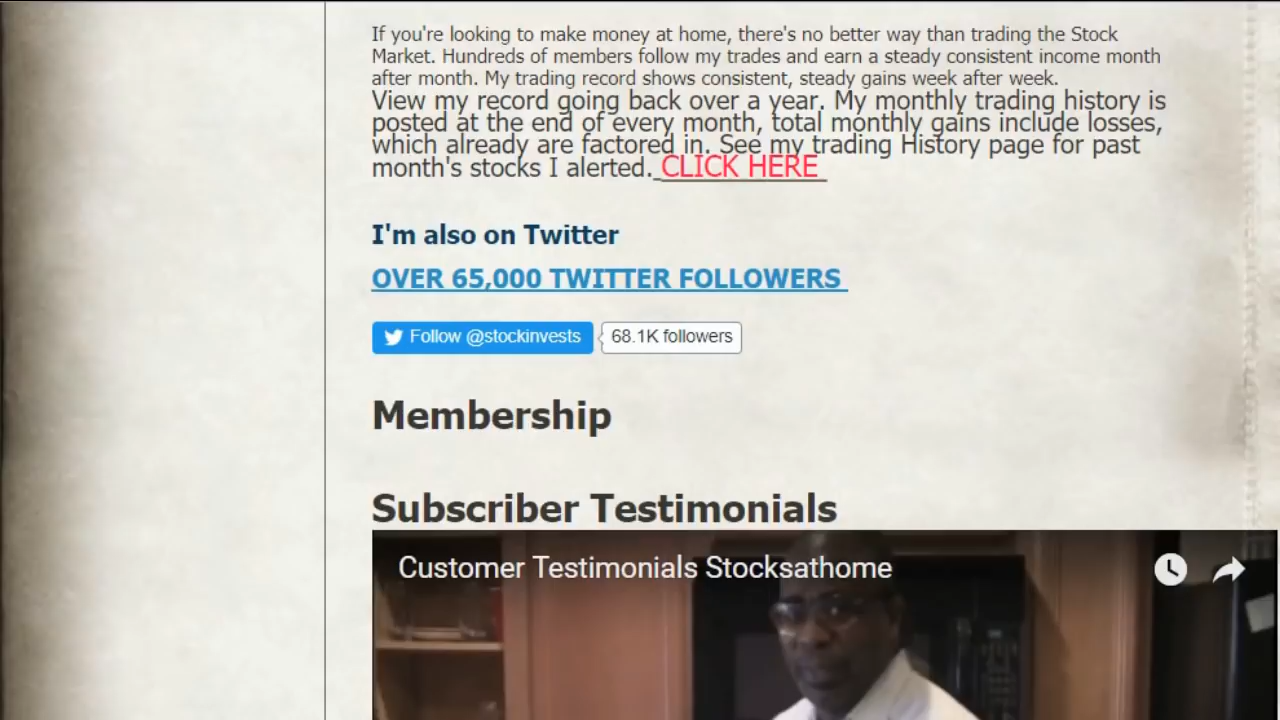 If you're looking to make money at home, there's no better way than trading the Stock
Market. Hundreds of members follow my trades and earn a steady consistent income month
after month. My trading record shows consistent, steady gains week after week.
View my record going back over a year. My monthly trading history is
posted at the end of every month, total monthly gains include losses,
which already are factored in. See my trading History page for past
month's stocks I alerted. CLICK HERE
I'm also on Twitter
OVER 65,000 TWITTER FOLLOWERS
Follow @stockinvests 68.1K followers
Membership
Subscriber Testimonials
Customer Testimonials Stocksathome